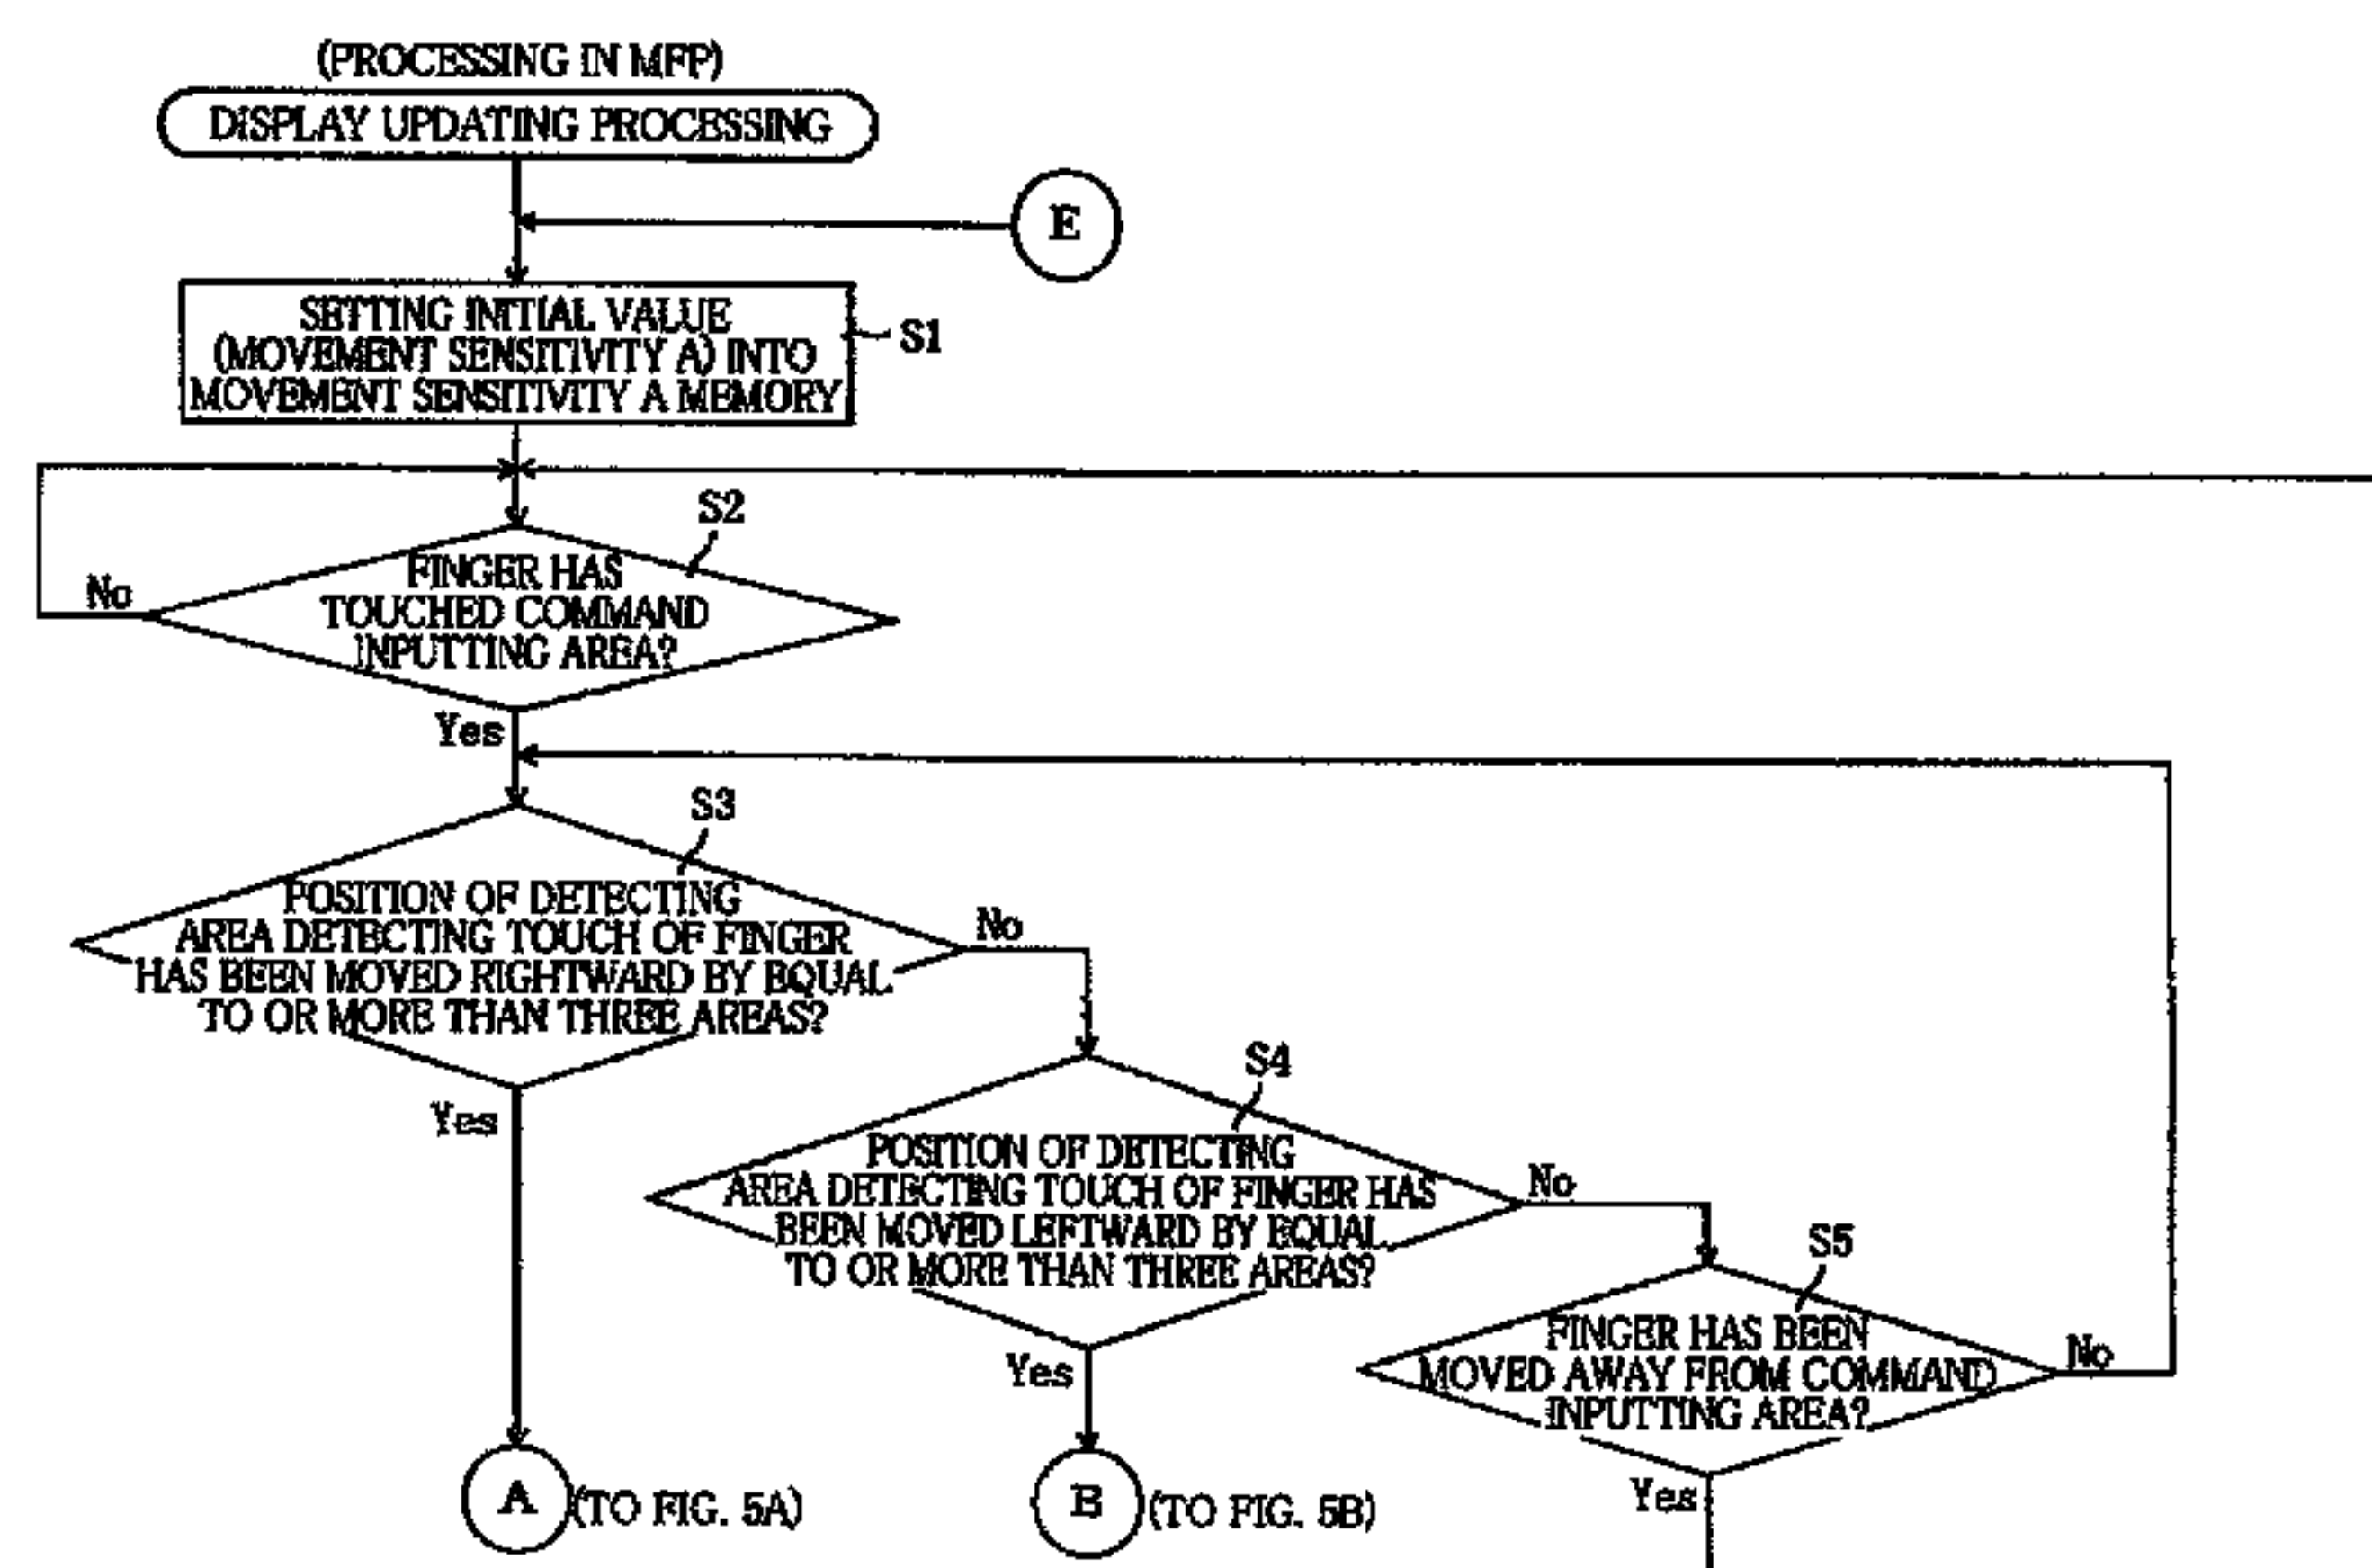 (PROCESSING IN MFP)
DISPLAY UPDATING PROCESSING
E
SETTING INITIAL VALUE
(MOVEMENT SENSITIVITY A) INTO
MOVEMENT SENSITIVITY A MEMORY
S1
S2
FINGER HAS
TOUCHED COMMAND
INPUTTING AREA?
No
Yes
S3
POSITION OF DETECTING
AREA DETECTING TOUCH OF FINGER
HAS BEEN MOVED RIGHTWARD BY EQUAL
TO OR MORE THAN THREE AREAS?
No
Yes
S4
POSITION OF DETECTING
AREA DETECTING TOUCH OF FINGER HAS
BEEN MOVED LEFTWARD BY EQUAL
TO OR MORE THAN THREE AREAS?
No
Yes
S5
FINGER HAS BEEN
MOVED AWAY FROM COMMAND
INPUTTING AREA?
No
Yes
A (TO FIG. 5A)
B (TO FIG. 5B)